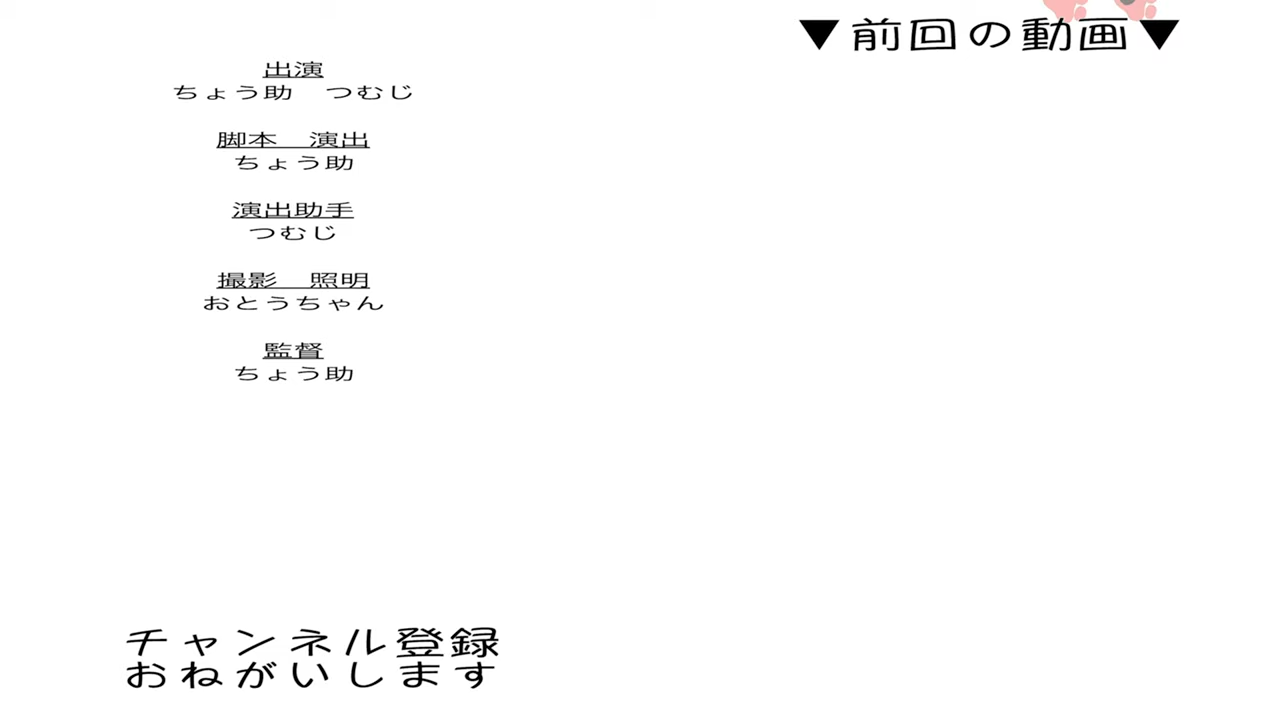 ▼前回の動画▼
出演
ちょう助　つむじ
脚本　演出
ちょう助
演出助手
つむじ
撮影　照明
おとうちゃん
監督
ちょう助
チャンネル登録
おねがいします